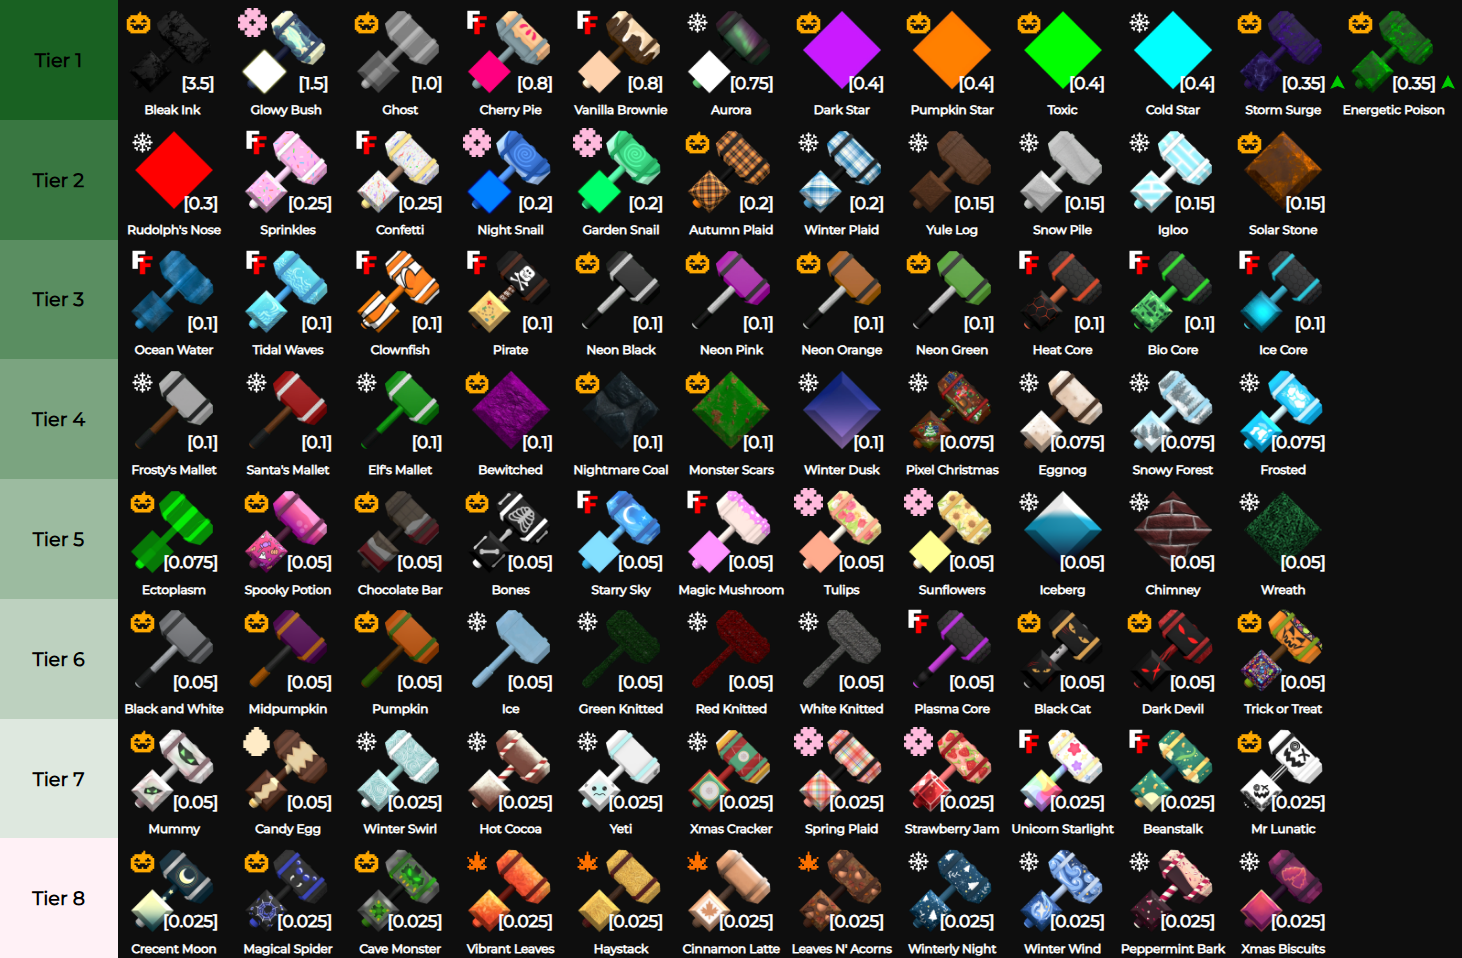 Tier 1
[3.5] [1.5] [1.0] [0.8] [0.8] [0.75] [0.4] [0.4] [0.4] [0.4] [0.35] [0.35]
Bleak Ink Glowy Bush Ghost Cherry Pie Vanilla Brownie Aurora Dark Star Pumpkin Star Toxic Cold Star Storm Surge Energetic Poison
Tier 2
[0.3] [0.25] [0.25] [0.2] [0.2] [0.2] [0.2] [0.15] [0.15] [0.15] [0.15]
Rudolph's Nose Sprinkles Confetti Night Snail Garden Snail Autumn Plaid Winter Plaid Yule Log Snow Pile Igloo Solar Stone
Tier 3
[0.1] [0.1] [0.1] [0.1] [0.1] [0.1] [0.1] [0.1] [0.1] [0.1] [0.1]
Ocean Water Tidal Waves Clownfish Pirate Neon Black Neon Pink Neon Orange Neon Green Heat Core Bio Core Ice Core
Tier 4
[0.1] [0.1] [0.1] [0.1] [0.1] [0.1] [0.1] [0.075] [0.075] [0.075] [0.075]
Frosty's Mallet Santa's Mallet Elf's Mallet Bewitched Nightmare Coal Monster Scars Winter Dusk Pixel Christmas Eggnog Snowy Forest Frosted
Tier 5
[0.075] [0.05] [0.05] [0.05] [0.05] [0.05] [0.05] [0.05] [0.05] [0.05] [0.05]
Ectoplasm Spooky Potion Chocolate Bar Bones Starry Sky Magic Mushroom Tulips Sunflowers Iceberg Chimney Wreath
Tier 6
[0.05] [0.05] [0.05] [0.05] [0.05] [0.05] [0.05] [0.05] [0.05] [0.05] [0.05]
Black and White Midpumpkin Pumpkin Ice Green Knitted Red Knitted White Knitted Plasma Core Black Cat Dark Devil Trick or Treat
Tier 7
[0.05] [0.05] [0.025] [0.025] [0.025] [0.025] [0.025] [0.025] [0.025] [0.025] [0.025]
Mummy Candy Egg Winter Swirl Hot Cocoa Yeti Xmas Cracker Spring Plaid Strawberry Jam Unicorn Starlight Beanstalk Mr Lunatic
Tier 8
[0.025] [0.025] [0.025] [0.025] [0.025] [0.025] [0.025] [0.025] [0.025] [0.025] [0.025]
Crecent Moon Magical Spider Cave Monster Vibrant Leaves Haystack Cinnamon Latte Leaves N' Acorns Winterly Night Winter Wind Peppermint Bark Xmas Biscuits